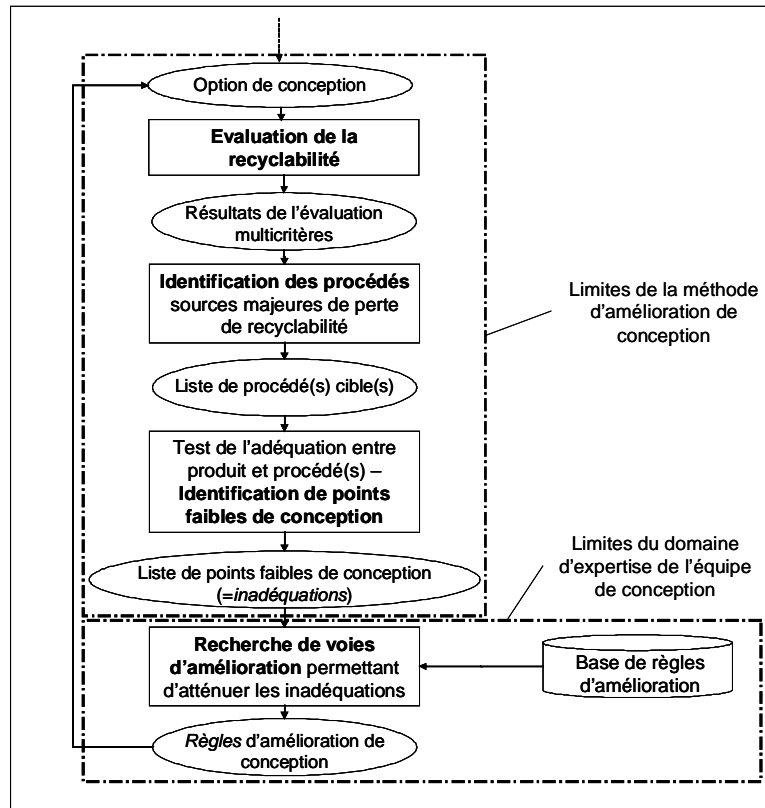 Option de conception
Evaluation de la
recyclabilité
Résultats de l'évaluation
multicritères
Identification des procédés
sources majeures de perte
de recyclabilité
Limites de la méthode
d'amélioration de
conception
Liste de procédé(s) cible(s)
Test de l'adéquation entre
produit et procédé(s) –
Identification de points
faibles de conception
Limites du domaine
d'expertise de l'équipe
de conception
Liste de points faibles de conception
(=inadéquations)
Recherche de voies
d'amélioration permettant
d'atténuer les inadéquations
Base de règles
d'amélioration
Règles d'amélioration de
conception